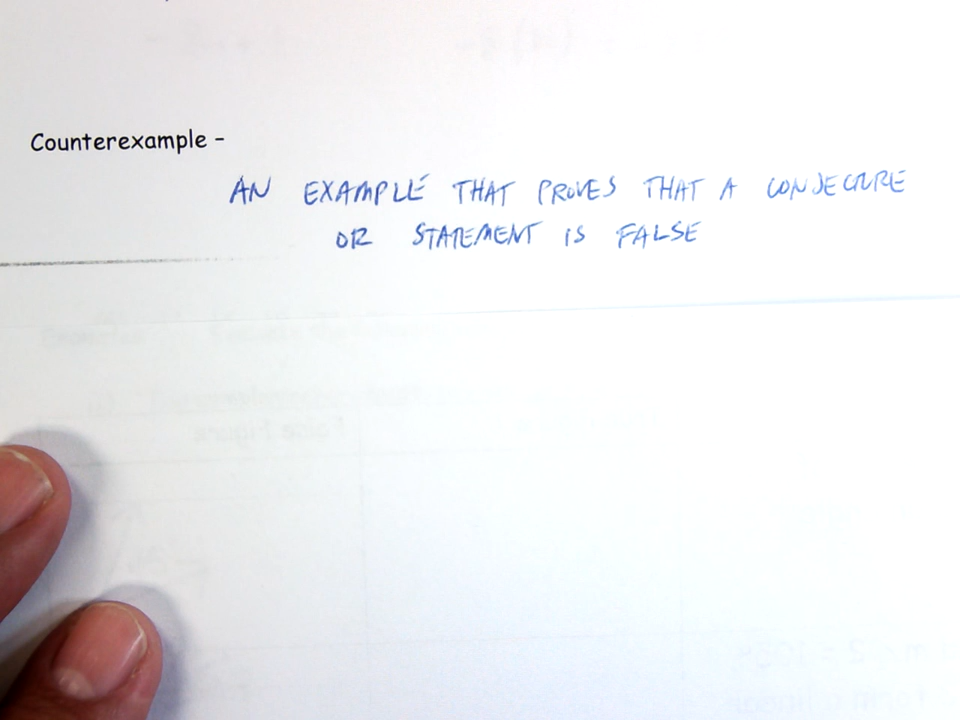 Counterexample -
AN EXAMPLE THAT PROVES THAT A CONJECTURE
OR STATEMENT IS FALSE